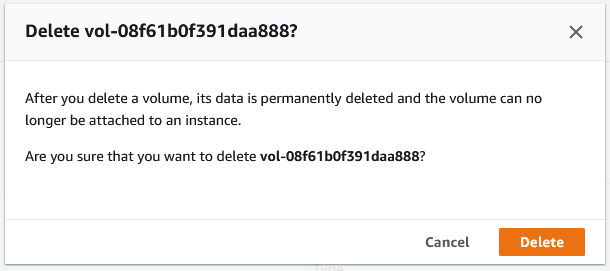 Delete vol-08f61b0f391daa888?
After you delete a volume, its data is permanently deleted and the volume can no
longer be attached to an instance.
Are you sure that you want to delete vol-08f61b0f391daa888?
Cancel
Delete
Type